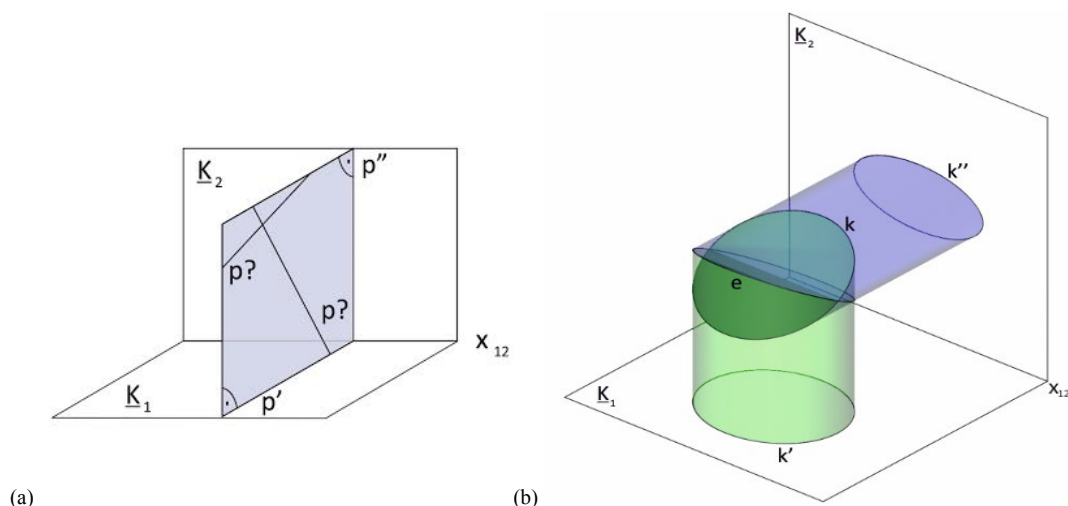 K₂
p”
p?
p?
x₁₂
K₁
p’
(a)
K₂
k’’
k
e
K₁
x₁₂
k’
(b)